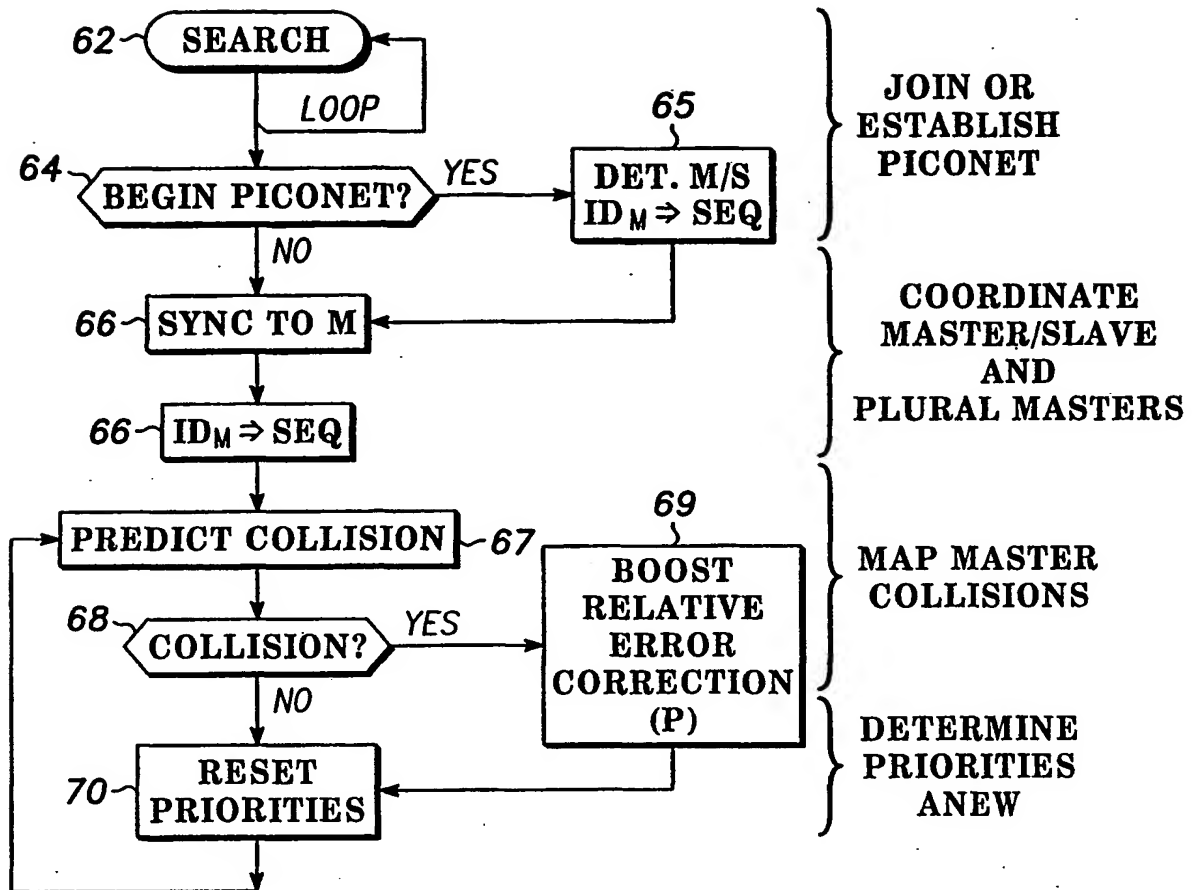 62 SEARCH
LOOP
JOIN OR
ESTABLISH
PICONET
65
64 BEGIN PICONET? YES
DET. M/S
ID_M ⇒ SEQ
NO
66 SYNC TO M
COORDINATE
MASTER/SLAVE
AND
PLURAL MASTERS
66 ID_M ⇒ SEQ
PREDICT COLLISION 67
69
BOOST
RELATIVE
ERROR
CORRECTION
(P)
MAP MASTER
COLLISIONS
68 COLLISION? YES
NO
70 RESET
PRIORITIES
DETERMINE
PRIORITIES
ANEW